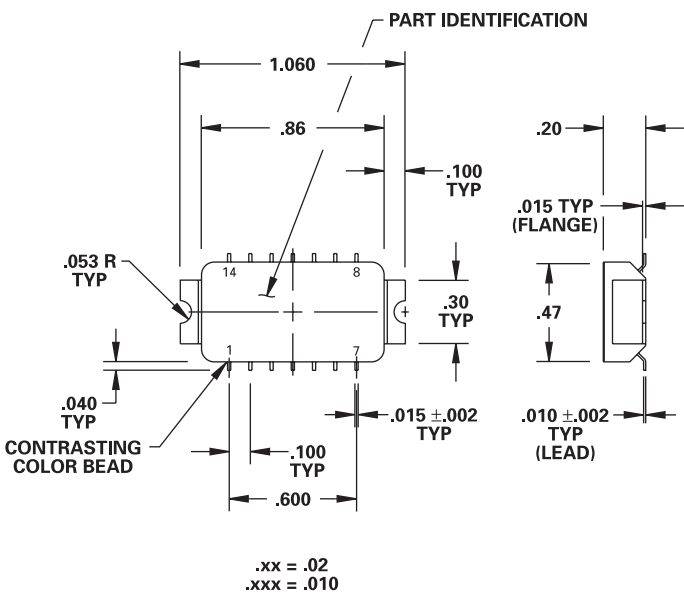 PART IDENTIFICATION
1.060
.86
.20
.100
TYP
.015 TYP
(FLANGE)
.053 R
TYP
14
8
.30
TYP
.47
1
7
.040
TYP
.015 ±.002
TYP
.010 ±.002
TYP
(LEAD)
CONTRASTING
COLOR BEAD
.100
TYP
.600
.xx = .02
.xxx = .010